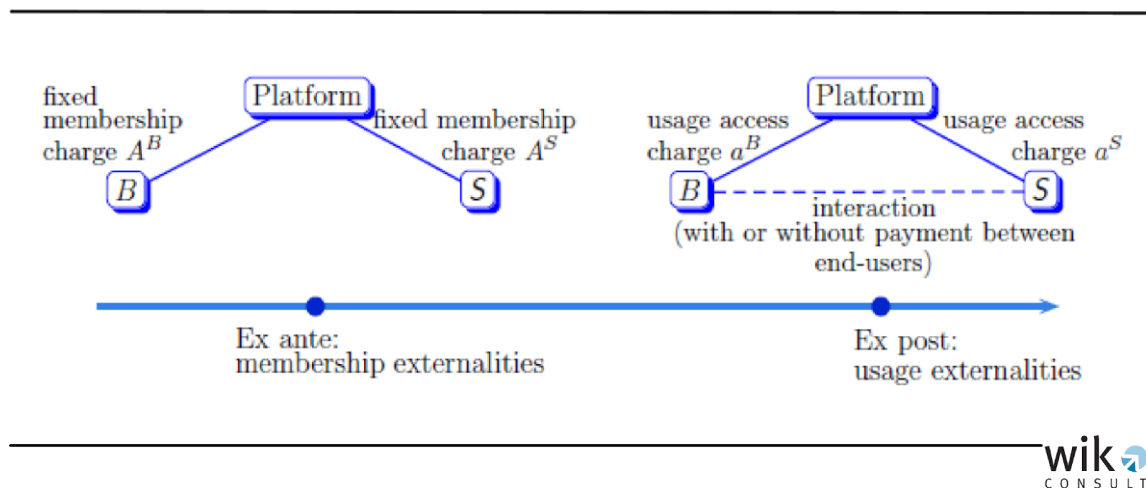 Platform
fixed
membership
charge A^B
fixed membership
charge A^S
B
S
Platform
usage access
charge a^B
usage access
charge a^S
B
S
interaction
(with or without payment between
end-users)
Ex ante:
membership externalities
Ex post:
usage externalities
wik
CONSULT